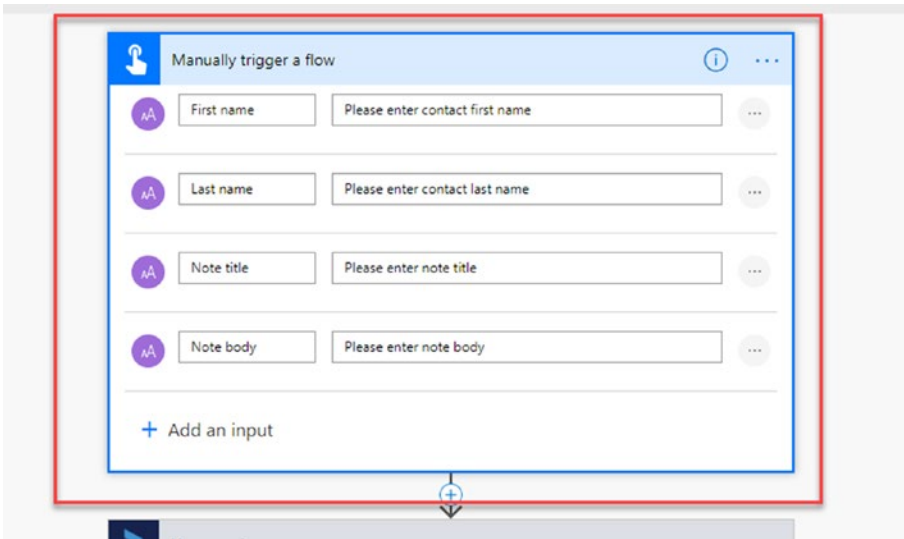 Manually trigger a flow
First name Please enter contact first name
Last name Please enter contact last name
Note title Please enter note title
Note body Please enter note body
+ Add an input